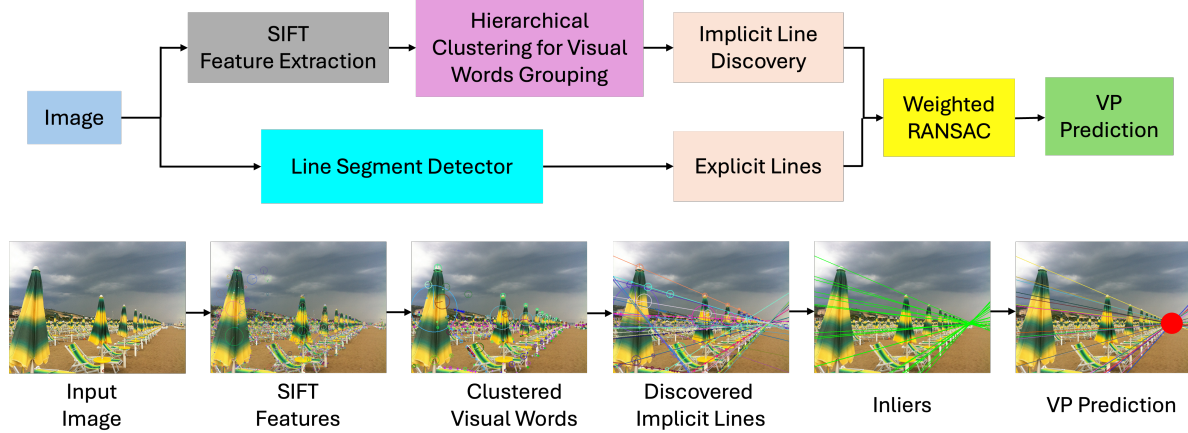 SIFT
Feature Extraction
Hierarchical
Clustering for Visual
Words Grouping
Implicit Line
Discovery
Image
Weighted
RANSAC
VP
Prediction
Line Segment Detector
Explicit Lines
Input
Image
SIFT
Features
Clustered
Visual Words
Discovered
Implicit Lines
Inliers
VP Prediction